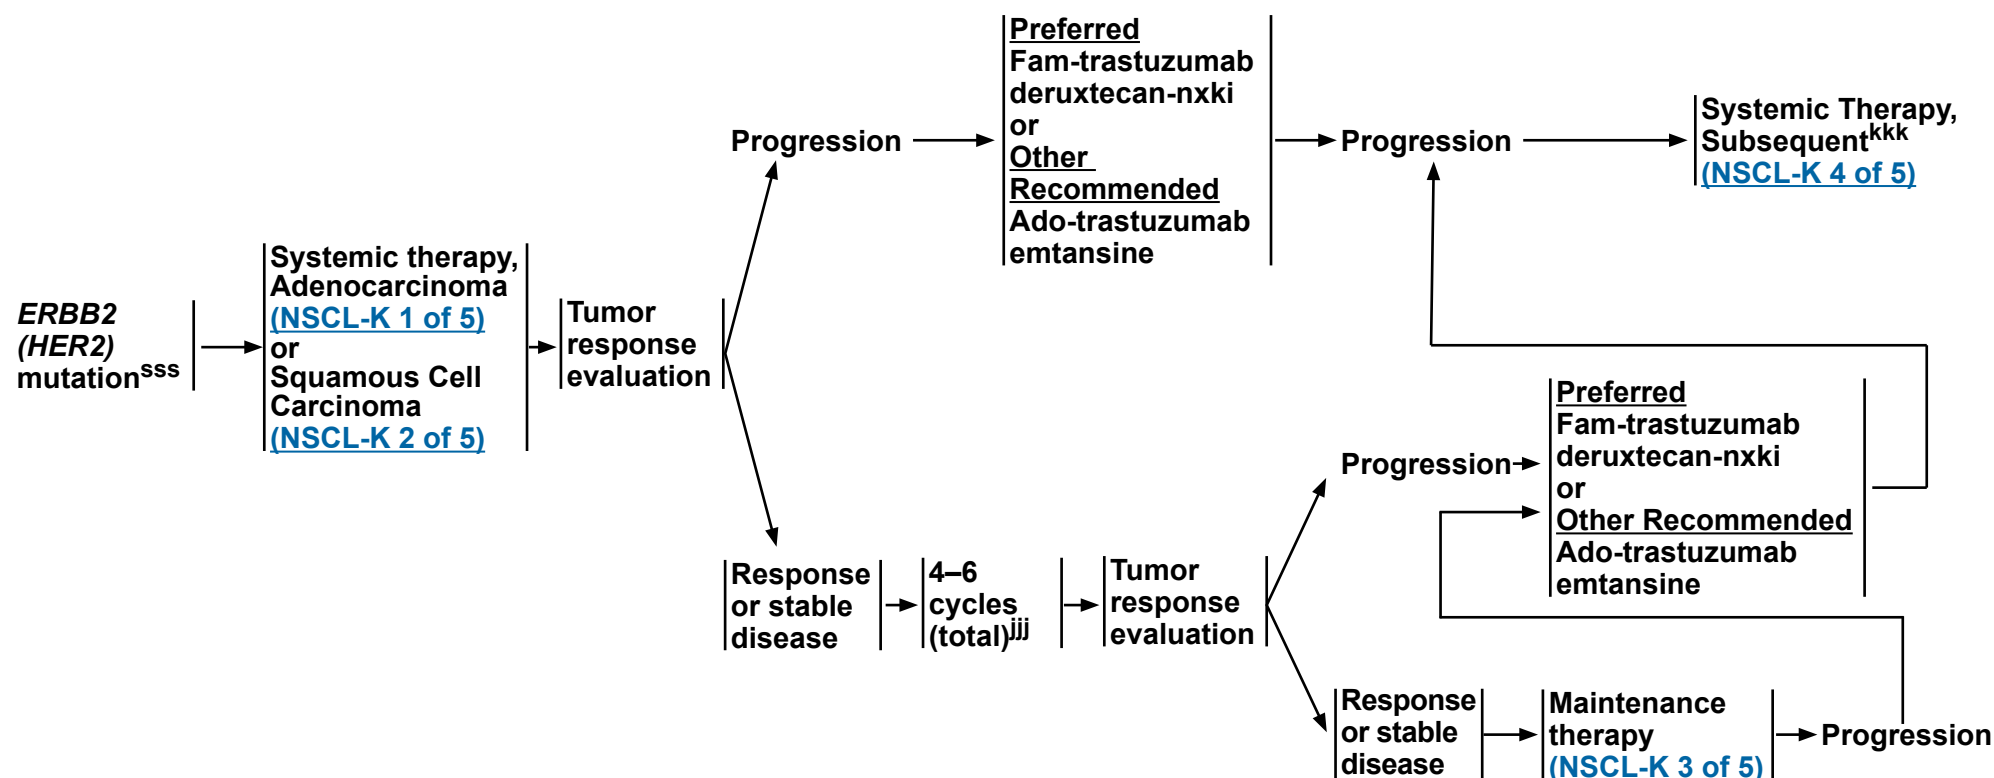 ERBB2
(HER2)
mutationsss
Systemic therapy,
Adenocarcinoma
(NSCL-K 1 of 5)
or
Squamous Cell
Carcinoma
(NSCL-K 2 of 5)
Tumor
response
evaluation
Progression
Preferred
Fam-trastuzumab
deruxtecan-nxki
or
Other
Recommended
Ado-trastuzumab
emtansine
Progression
Systemic Therapy,
Subsequentkkk
(NSCL-K 4 of 5)
Response
or stable
disease
4–6
cycles
(total)jjj
Tumor
response
evaluation
Progression
Preferred
Fam-trastuzumab
deruxtecan-nxki
or
Other Recommended
Ado-trastuzumab
emtansine
Response
or stable
disease
Maintenance
therapy
(NSCL-K 3 of 5)
Progression